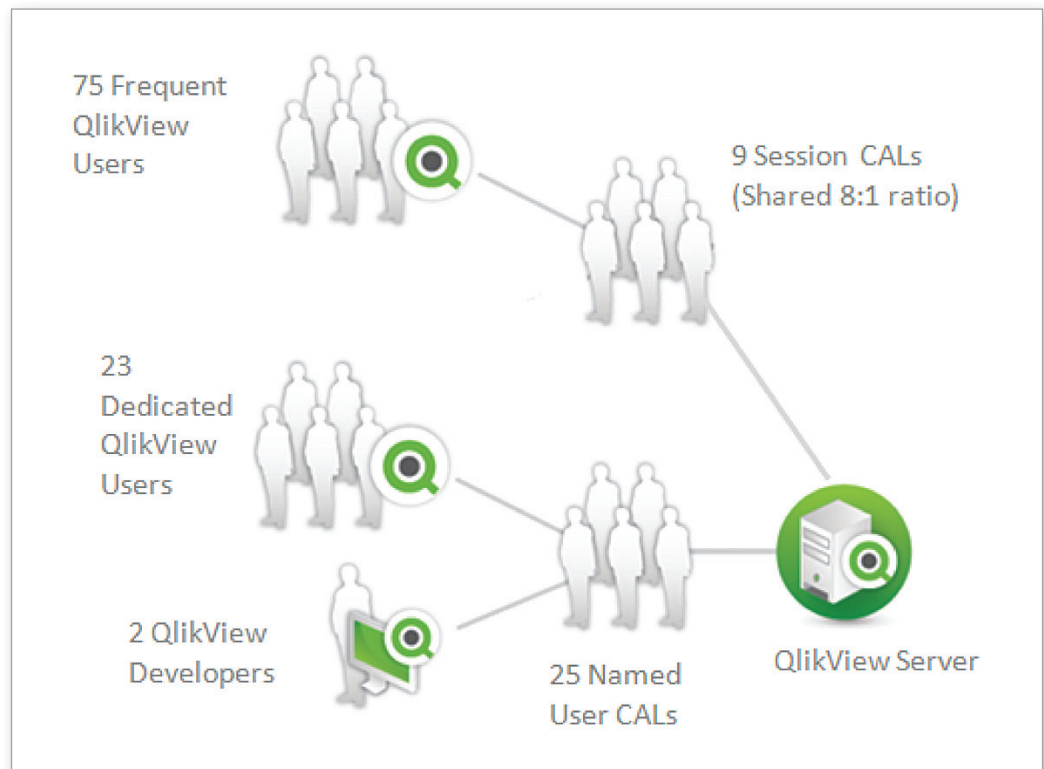 75 Frequent
QlikView
Users
9 Session CALs
(Shared 8:1 ratio)
23
Dedicated
QlikView
Users
2 QlikView
Developers
25 Named
User CALs
QlikView Server